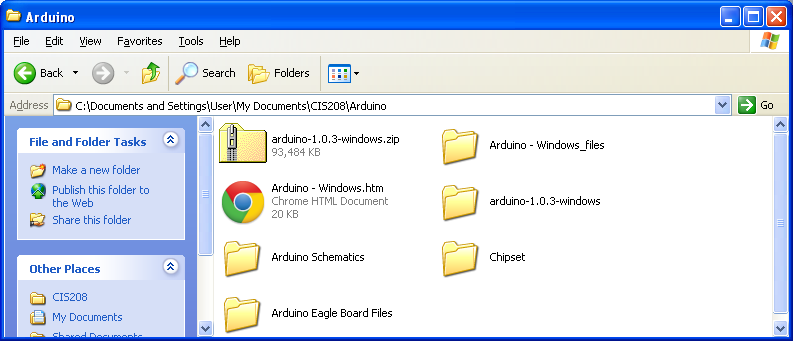 Arduino
File Edit View Favorites Tools Help
Back Search Folders
Address C:\Documents and Settings\User\My Documents\CIS208\Arduino Go
File and Folder Tasks
Make a new folder
Publish this folder to
the Web
Share this folder
Other Places
CIS208
My Documents
Shared Documents
arduino-1.0.3-windows.zip
93,484 KB
Arduino - Windows_files
Arduino - Windows.htm
Chrome HTML Document
20 KB
arduino-1.0.3-windows
Arduino Schematics
Chipset
Arduino Eagle Board Files